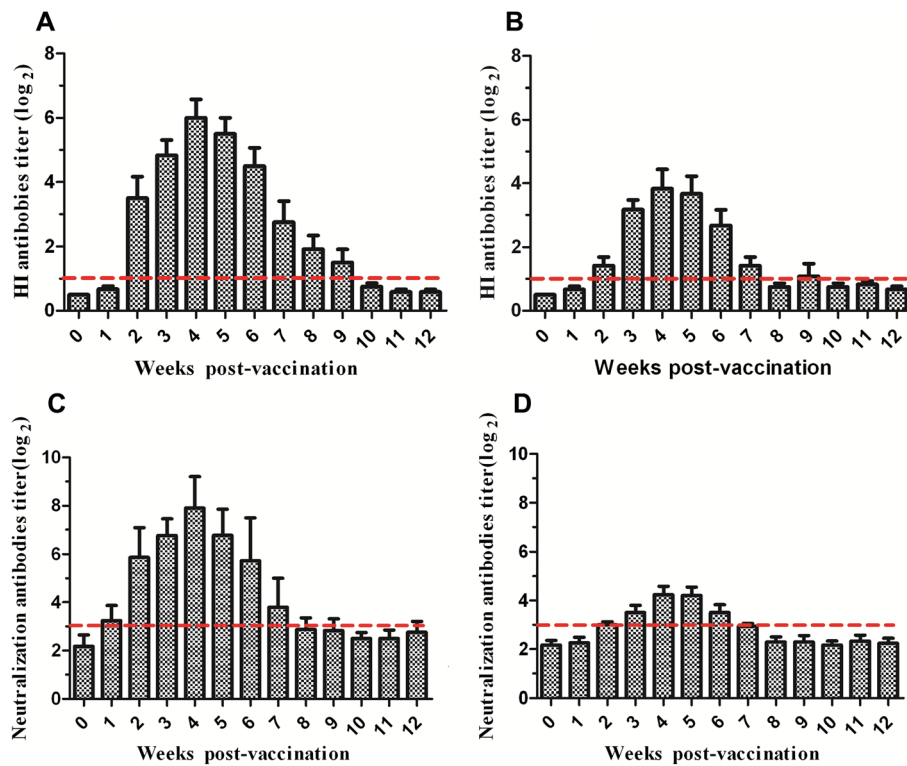 A
HI antibobies titer (log2)
8
6
4
2
0
0 1 2 3 4 5 6 7 8 9 10 11 12
Weeks post-vaccination
B
HI antibobies titer (log2)
8
6
4
2
0
0 1 2 3 4 5 6 7 8 9 10 11 12
Weeks post-vaccination
C
Neutralization antibodies titer(log2)
10
8
6
4
2
0
0 1 2 3 4 5 6 7 8 9 10 11 12
Weeks post-vaccination
D
Neutralization antibodies titer(log2)
10
8
6
4
2
0
0 1 2 3 4 5 6 7 8 9 10 11 12
Weeks post-vaccination